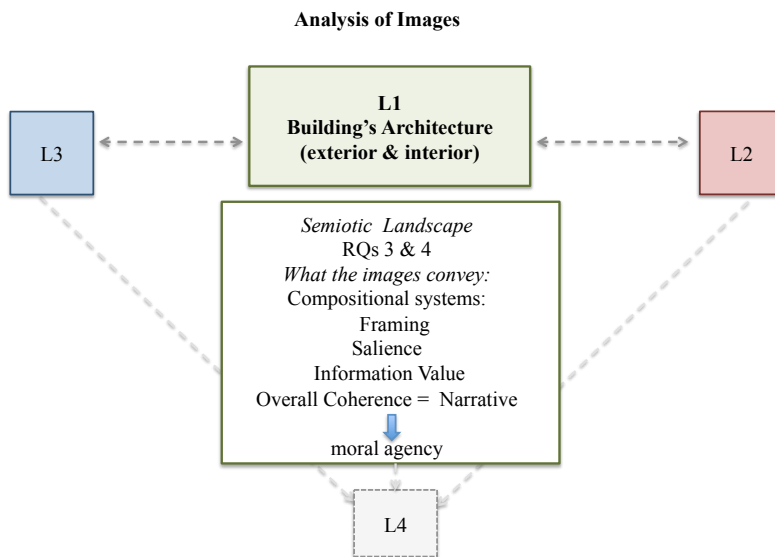 Analysis of Images
L1
Building's Architecture
(exterior & interior)
L3
L2
Semiotic Landscape
RQs 3 & 4
What the images convey:
Compositional systems:
Framing
Salience
Information Value
Overall Coherence = Narrative
moral agency
L4